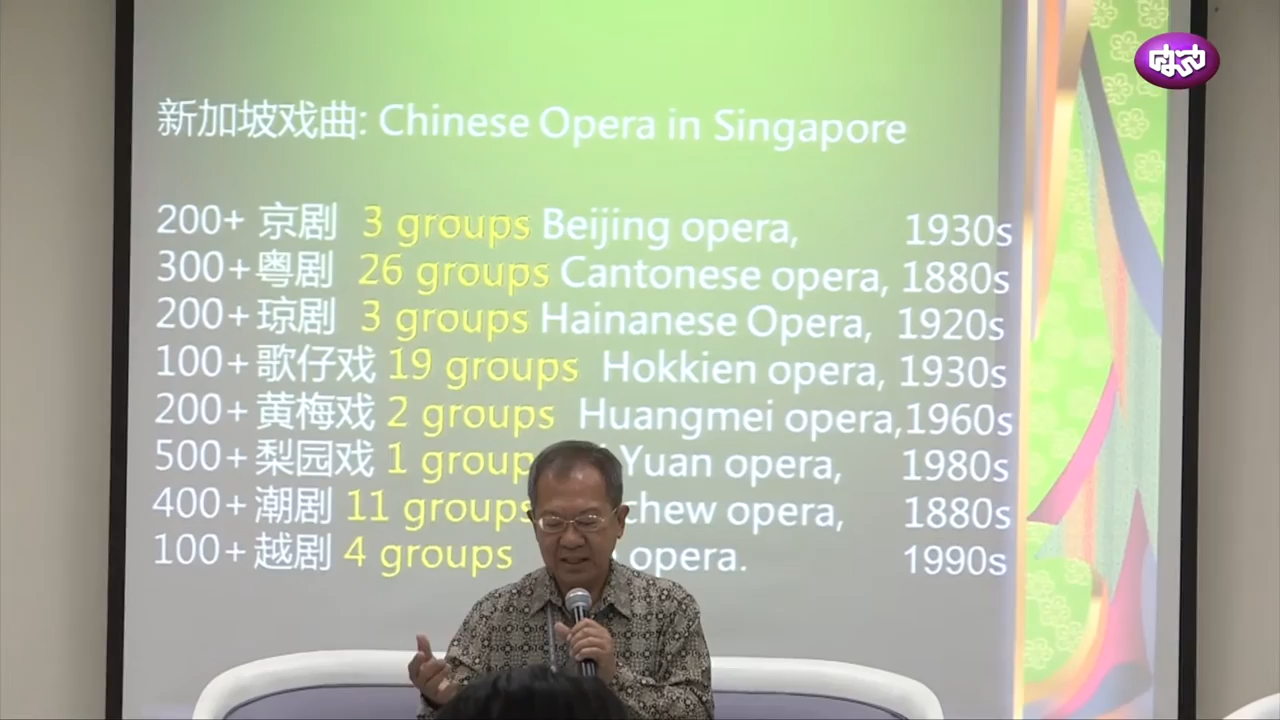 新加坡戏曲: Chinese Opera in Singapore
200+ 京剧 3 groups Beijing opera, 1930s
300+粤剧 26 groups Cantonese opera, 1880s
200+ 琼剧 3 groups Hainanese Opera, 1920s
100+歌仔戏 19 groups Hokkien opera, 1930s
200+黄梅戏 2 groups Huangmei opera,1960s
500+梨园戏 1 Yuan opera, 1980s
400+潮剧 11 groups opera, 1880s
100+越剧 4 groups opera. 1990s